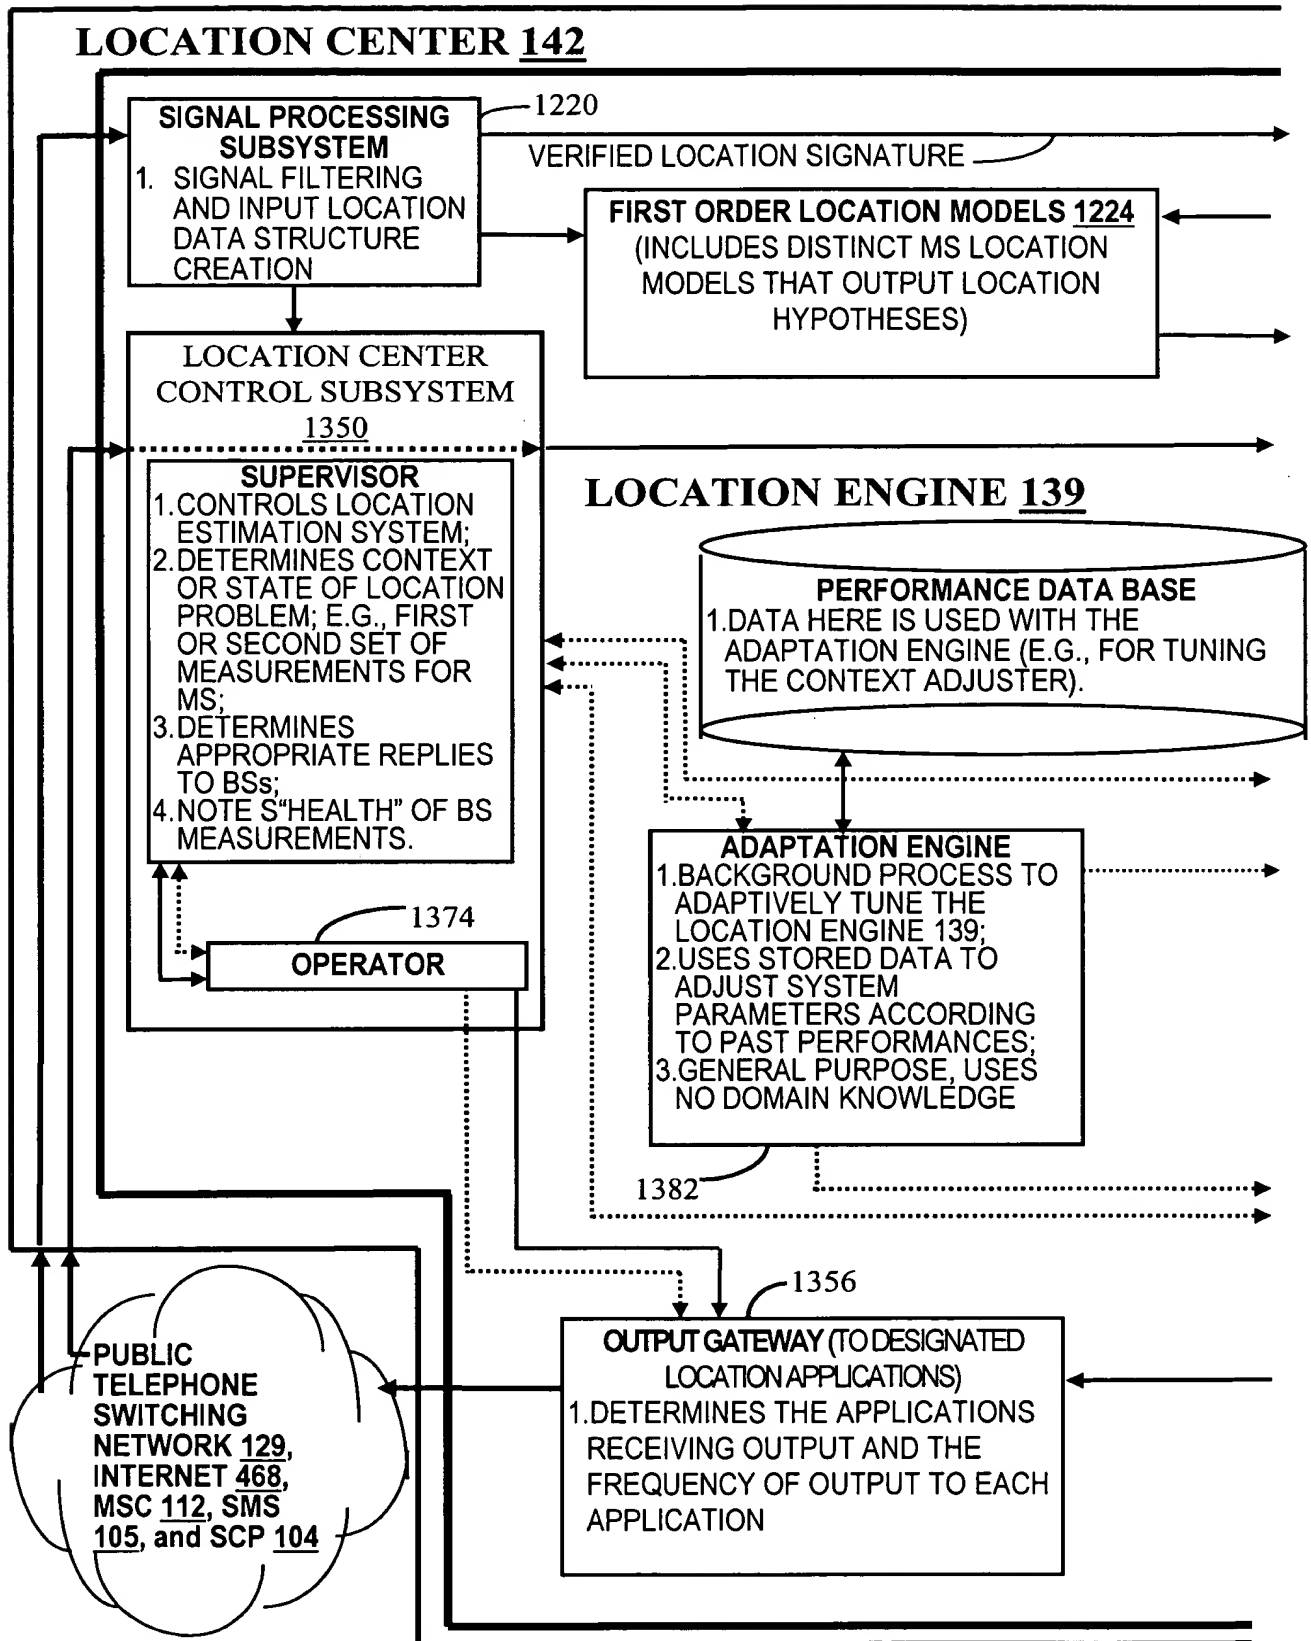 LOCATION CENTER 142
SIGNAL PROCESSING
SUBSYSTEM
1. SIGNAL FILTERING
AND INPUT LOCATION
DATA STRUCTURE
CREATION
1220
VERIFIED LOCATION SIGNATURE
FIRST ORDER LOCATION MODELS 1224
(INCLUDES DISTINCT MS LOCATION
MODELS THAT OUTPUT LOCATION
HYPOTHESES)
LOCATION CENTER
CONTROL SUBSYSTEM
1350
SUPERVISOR
1.CONTROLS LOCATION
ESTIMATION SYSTEM;
2.DETERMINES CONTEXT
OR STATE OF LOCATION
PROBLEM; E.G., FIRST
OR SECOND SET OF
MEASUREMENTS FOR
MS;
3.DETERMINES
APPROPRIATE REPLIES
TO BSs;
4.NOTE S"HEALTH" OF BS
MEASUREMENTS.
1374
OPERATOR
LOCATION ENGINE 139
PERFORMANCE DATA BASE
1.DATA HERE IS USED WITH THE
ADAPTATION ENGINE (E.G., FOR TUNING
THE CONTEXT ADJUSTER).
ADAPTATION ENGINE
1.BACKGROUND PROCESS TO
ADAPTIVELY TUNE THE
LOCATION ENGINE 139;
2.USES STORED DATA TO
ADJUST SYSTEM
PARAMETERS ACCORDING
TO PAST PERFORMANCES;
3.GENERAL PURPOSE, USES
NO DOMAIN KNOWLEDGE
1382
1356
OUTPUT GATEWAY (TO DESIGNATED
LOCATION APPLICATIONS)
1.DETERMINES THE APPLICATIONS
RECEIVING OUTPUT AND THE
FREQUENCY OF OUTPUT TO EACH
APPLICATION
PUBLIC
TELEPHONE
SWITCHING
NETWORK 129,
INTERNET 468,
MSC 112, SMS
105, and SCP 104